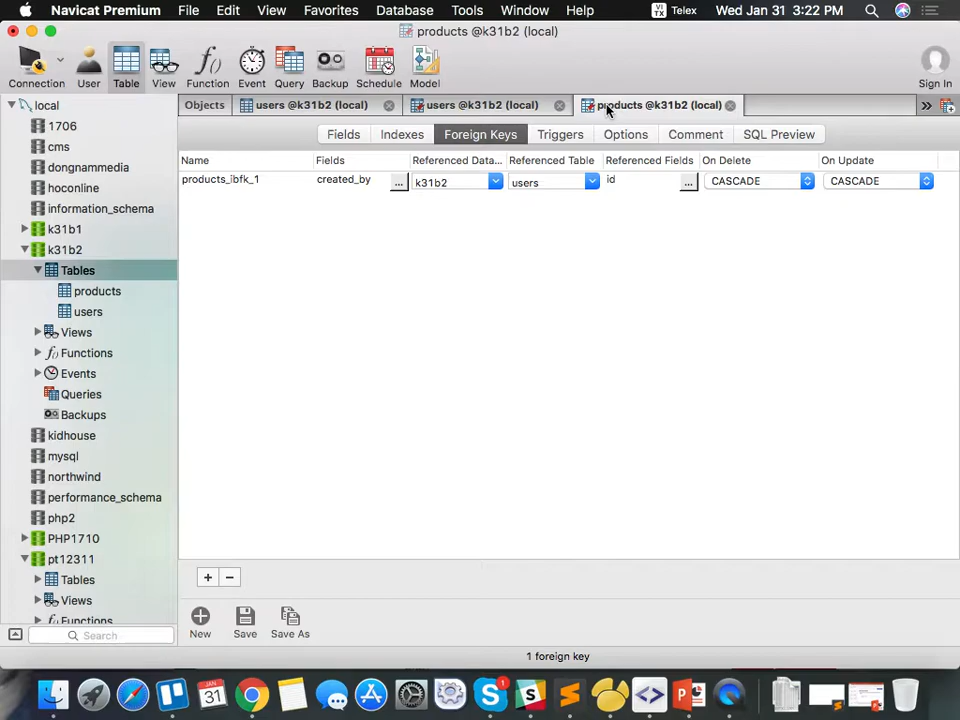 Navicat Premium File Edit View Favorites Database Tools Window Help VI TX Telex Wed Jan 31 3:22 PM
products @k31b2 (local)
Connection User Table View Function Event Query Backup Schedule Model Sign In
Objects users @k31b2 (local) users @k31b2 (local) products @k31b2 (local) »
Fields Indexes Foreign Keys Triggers Options Comment SQL Preview
Name Fields Referenced Data... Referenced Table Referenced Fields On Delete On Update
products_ibfk_1 created_by ... k31b2 users id ... CASCADE CASCADE
local
1706
cms
dongnammedia
hoconline
information_schema
k31b1
k31b2
Tables
products
users
Views
Functions
Events
Queries
Backups
kidhouse
mysql
northwind
performance_schema
php2
PHP1710
pt12311
Tables
Views
Functions
Search
+ −
New Save Save As
1 foreign key
JAN 31
1